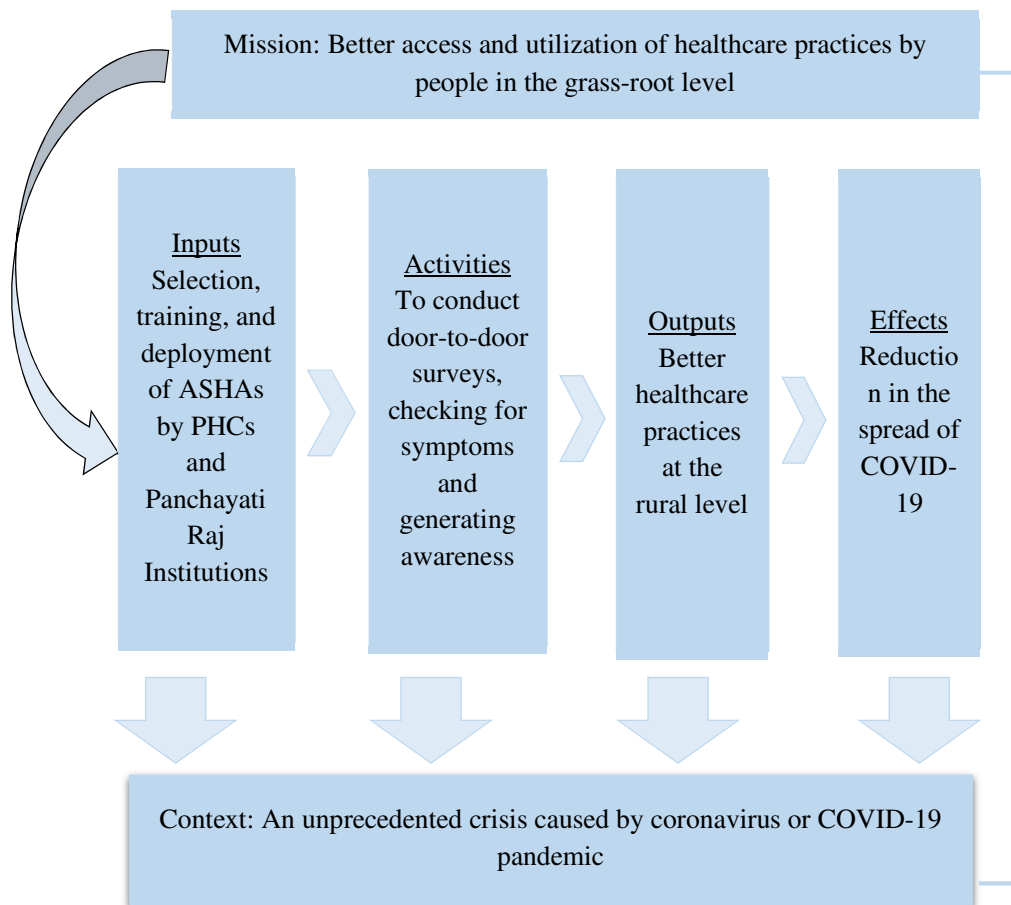 Mission: Better access and utilization of healthcare practices by
people in the grass-root level
Inputs
Selection,
training, and
deployment
of ASHAs
by PHCs
and
Panchayati
Raj
Institutions
Activities
To conduct
door-to-door
surveys,
checking for
symptoms
and
generating
awareness
Outputs
Better
healthcare
practices
at the
rural level
Effects
Reductio
n in the
spread of
COVID-
19
Context: An unprecedented crisis caused by coronavirus or COVID-19
pandemic